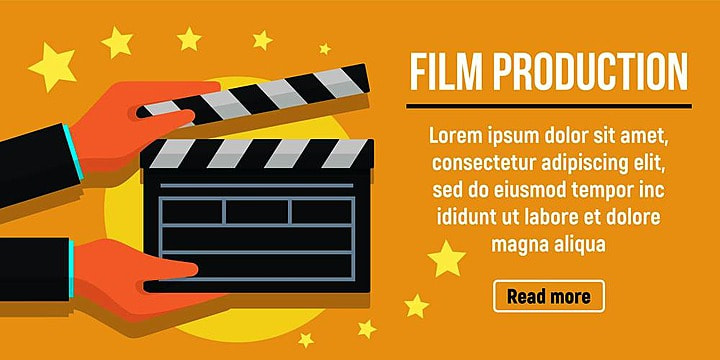 FILM PRODUCTION
Lorem ipsum dolor sit amet,
consectetur adipiscing elit,
sed do eiusmod tempor inc
ididunt ut labore et dolore
magna aliqua
Read more